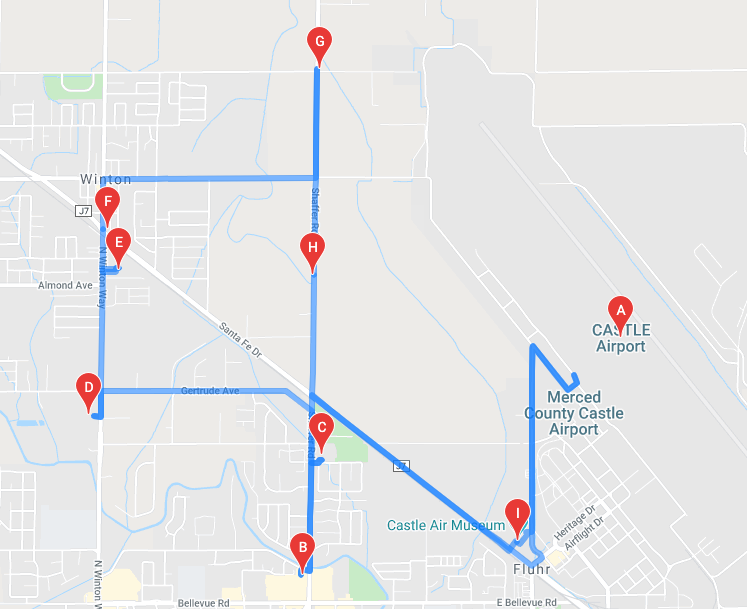 G
Winton
J7
F
Shaffer Rd
E
H
N Winton Way
Almond Ave
A
CASTLE
Airport
Santa Fe Dr
D
Gertrude Ave
Merced
County Castle
Airport
C
J7
Castle Air Museum
I
Heritage Dr
Airflight Dr
B
Fluhr
N Winton W
Bellevue Rd
E Bellevue Rd